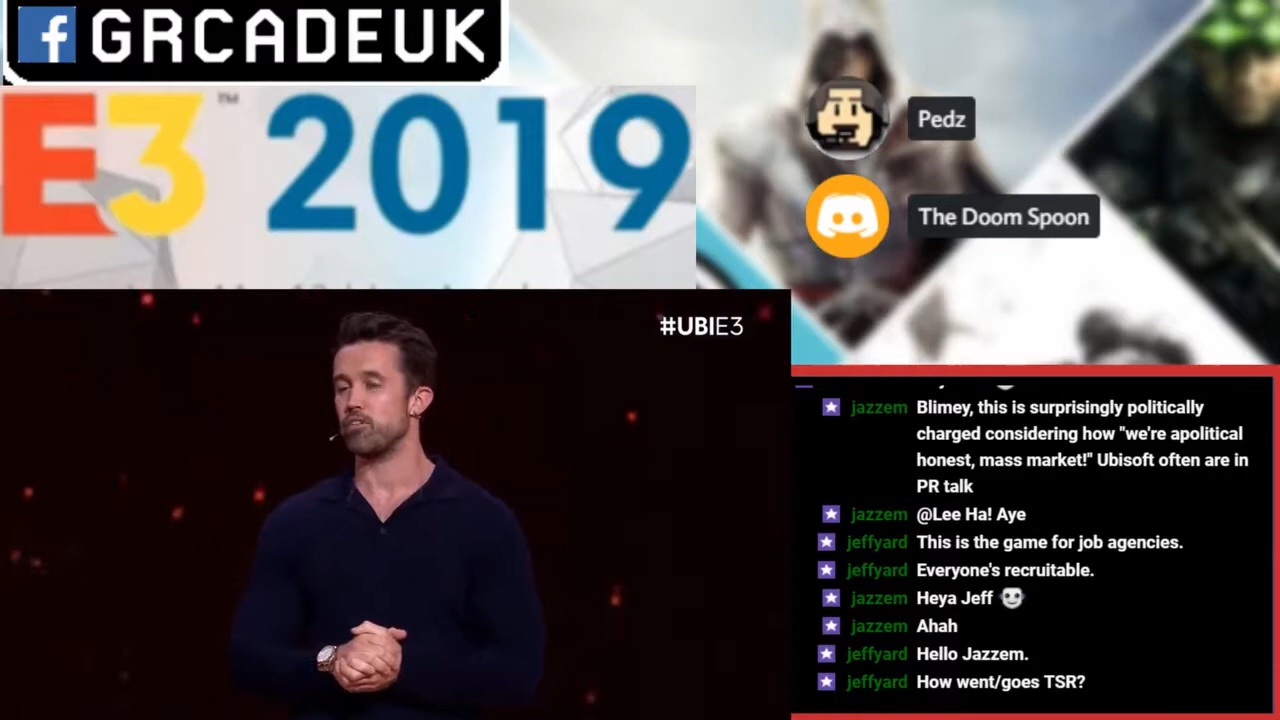 f GRCADEUK
E3™ 2019
Pedz
The Doom Spoon
#UBIE3
jazzem Blimey, this is surprisingly politically
charged considering how "we're apolitical
honest, mass market!" Ubisoft often are in
PR talk
jazzem @Lee Ha! Aye
jeffyard This is the game for job agencies.
jeffyard Everyone's recruitable.
jazzem Heya Jeff
jazzem Ahah
jeffyard Hello Jazzem.
jeffyard How went/goes TSR?